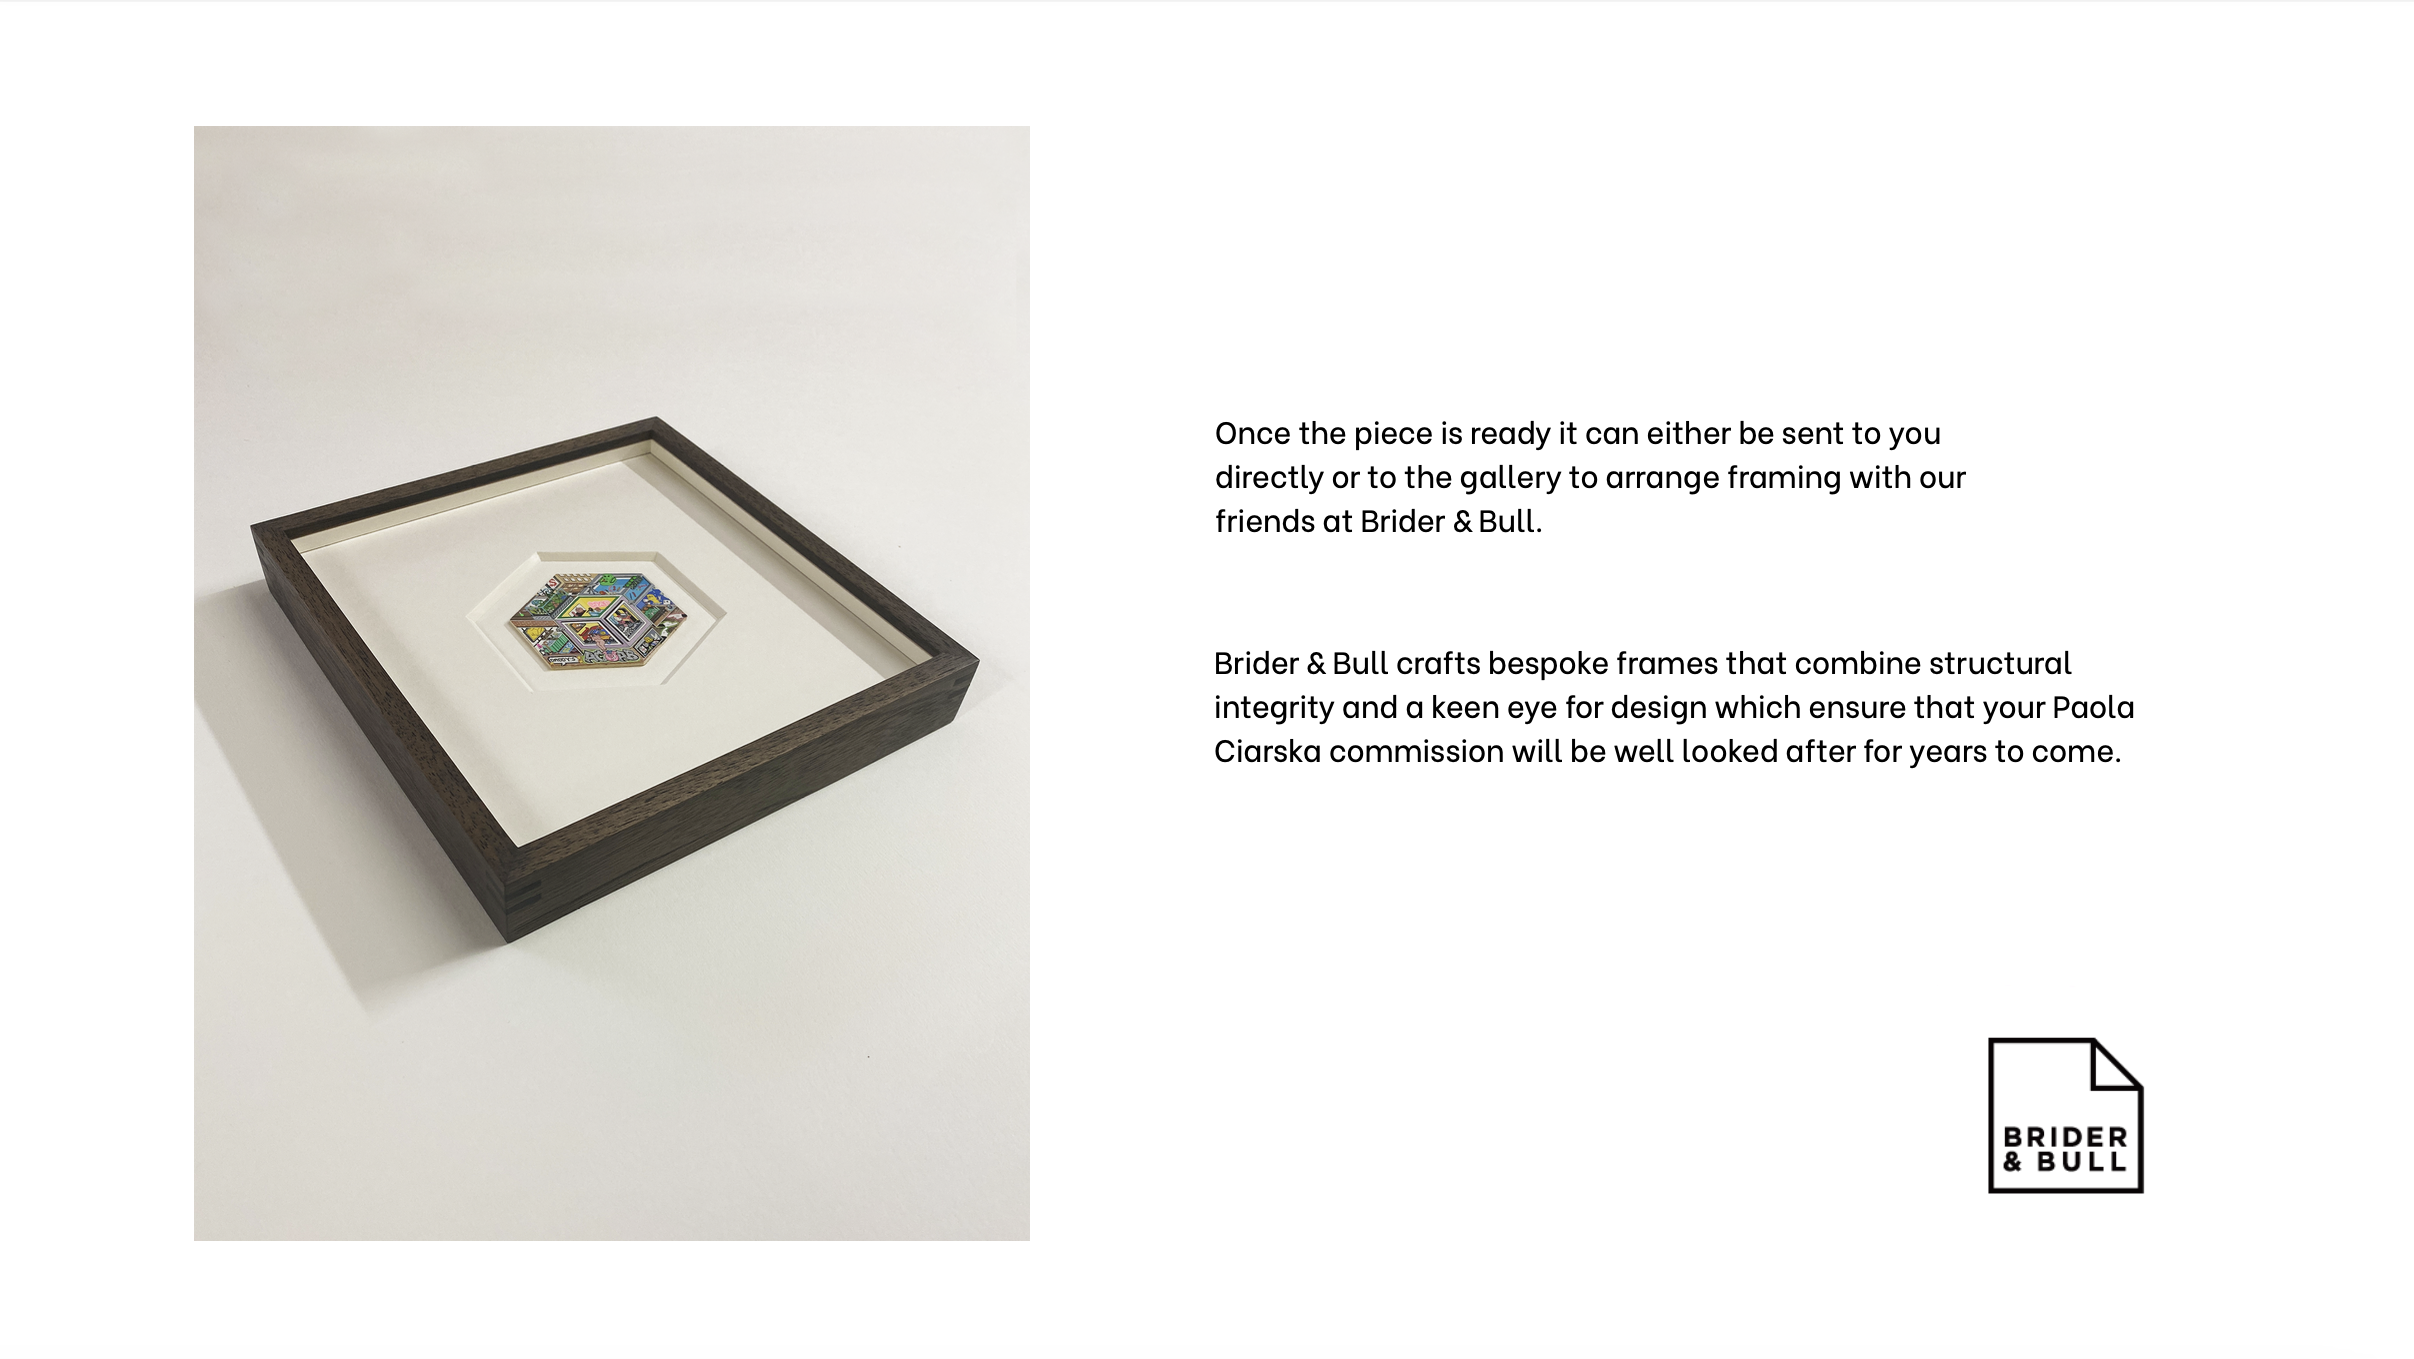 Once the piece is ready it can either be sent to you
directly or to the gallery to arrange framing with our
friends at Brider & Bull.
Brider & Bull crafts bespoke frames that combine structural
integrity and a keen eye for design which ensure that your Paola
Ciarska commission will be well looked after for years to come.
BRIDER
& BULL